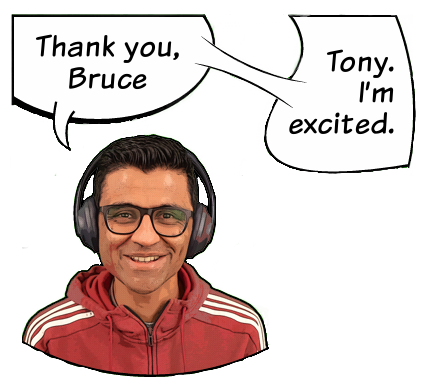 Thank you,
Bruce
Tony.
I'm
excited.